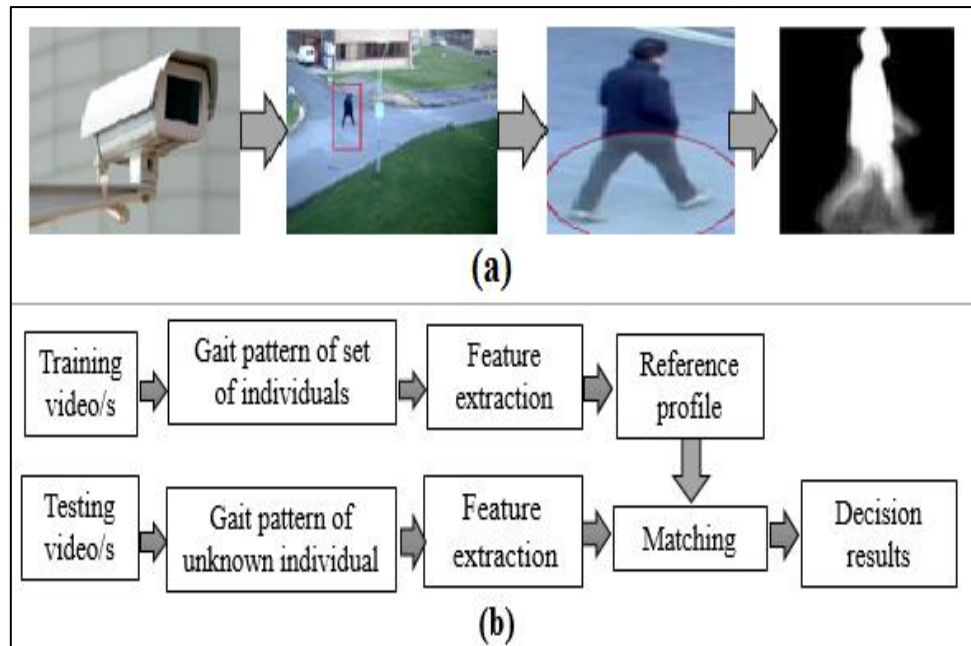 (a)
Training
video/s
Gait pattern of set
of individuals
Feature
extraction
Reference
profile
Testing
video/s
Gait pattern of
unknown individual
Feature
extraction
Matching
Decision
results
(b)